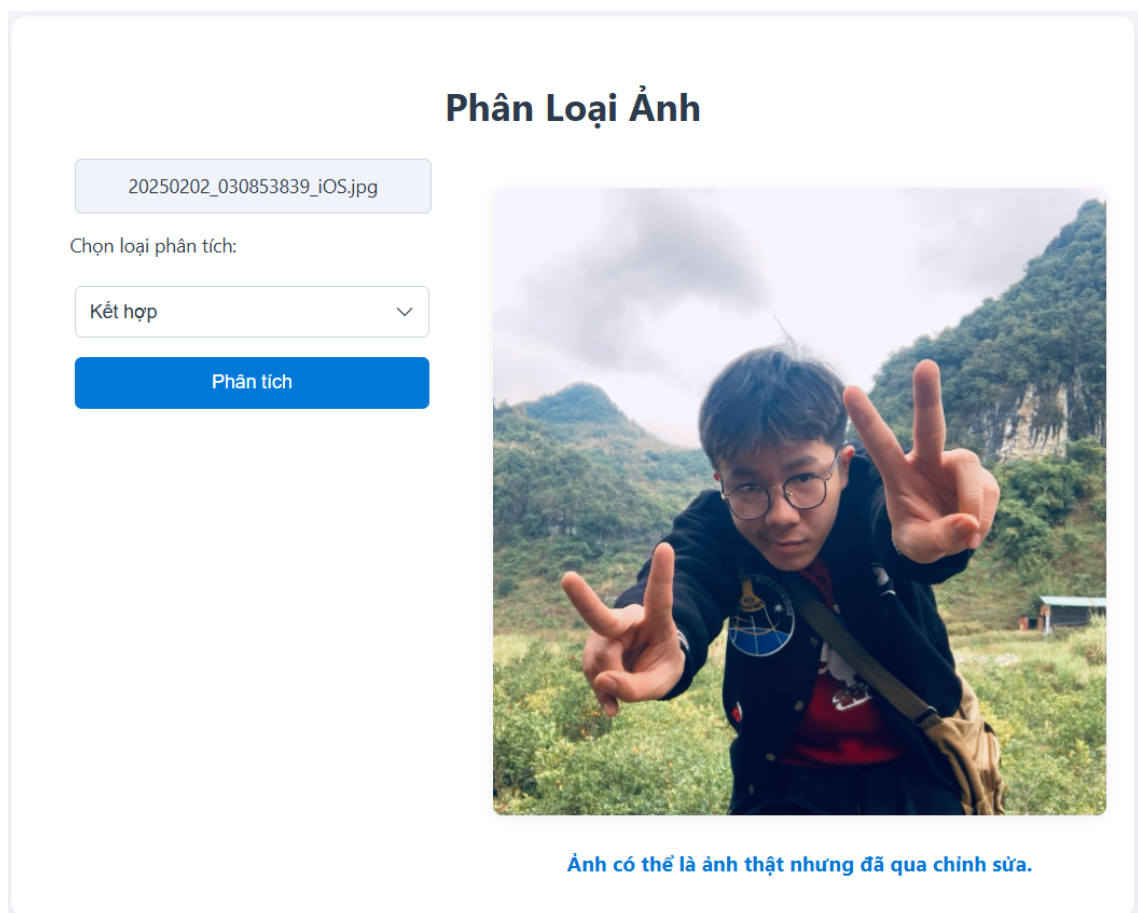 Phân Loại Ảnh
20250202_030853839_iOS.jpg
Chọn loại phân tích:
Kết hợp
Phân tích
Ảnh có thể là ảnh thật nhưng đã qua chỉnh sửa.